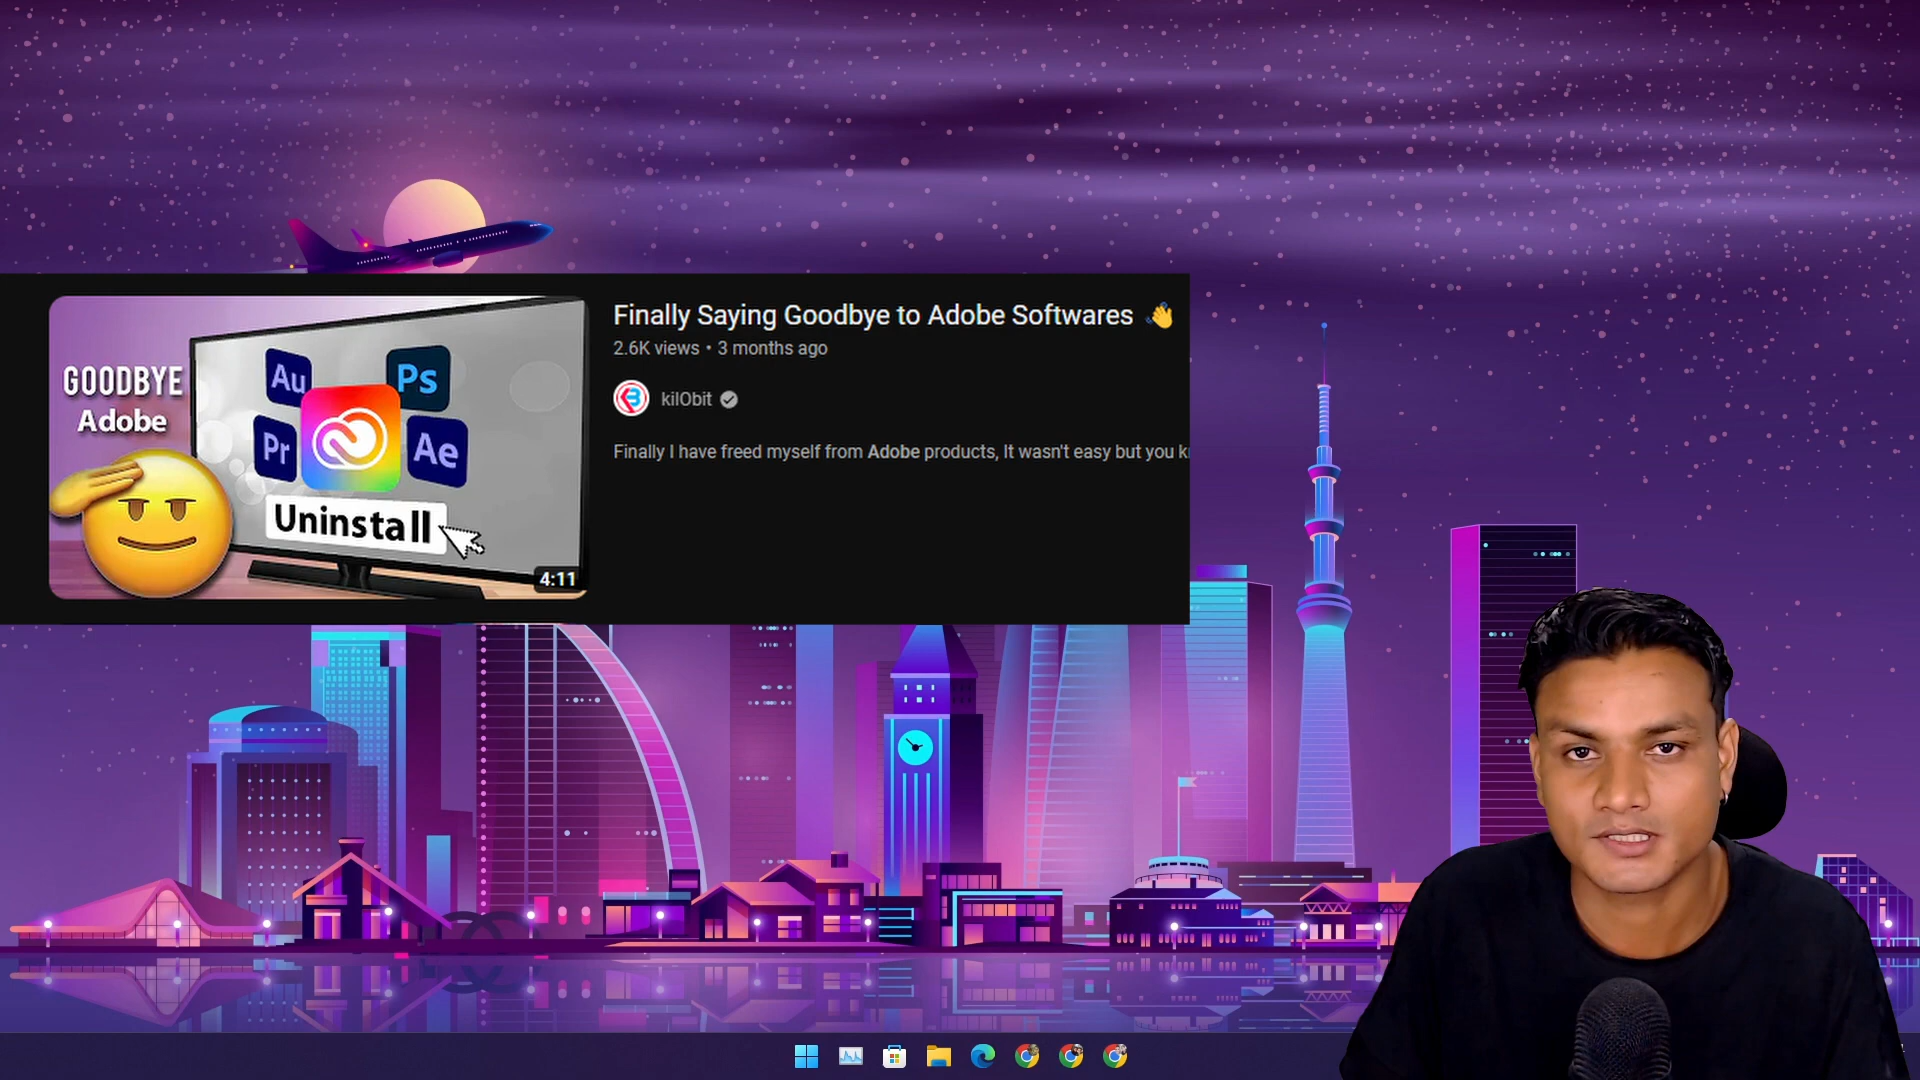 Finally Saying Goodbye to Adobe Softwares 👋
2.6K views • 3 months ago
kilObit
Finally I have freed myself from Adobe products, It wasn't easy but you k
GOODBYE
Adobe
Au
Ps
Pr
Ae
Uninstall
4:11